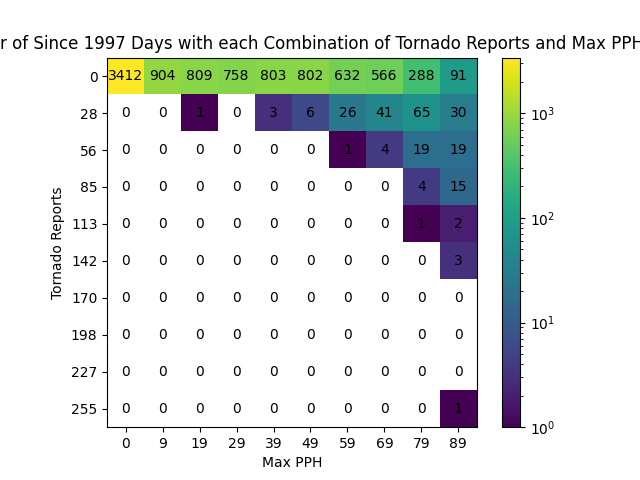 r of Since 1997 Days with each Combination of Tornado Reports and Max PPH
0 3412 904 809 758 803 802 632 566 288 91
28 0 0 1 0 3 6 26 41 65 30
56 0 0 0 0 0 0 1 4 19 19
85 0 0 0 0 0 0 0 0 4 15
113 0 0 0 0 0 0 0 0 1 2
142 0 0 0 0 0 0 0 0 0 3
170 0 0 0 0 0 0 0 0 0 0
198 0 0 0 0 0 0 0 0 0 0
227 0 0 0 0 0 0 0 0 0 0
255 0 0 0 0 0 0 0 0 0 1
0 9 19 29 39 49 59 69 79 89
Max PPH
Tornado Reports
10³
10²
10¹
10⁰